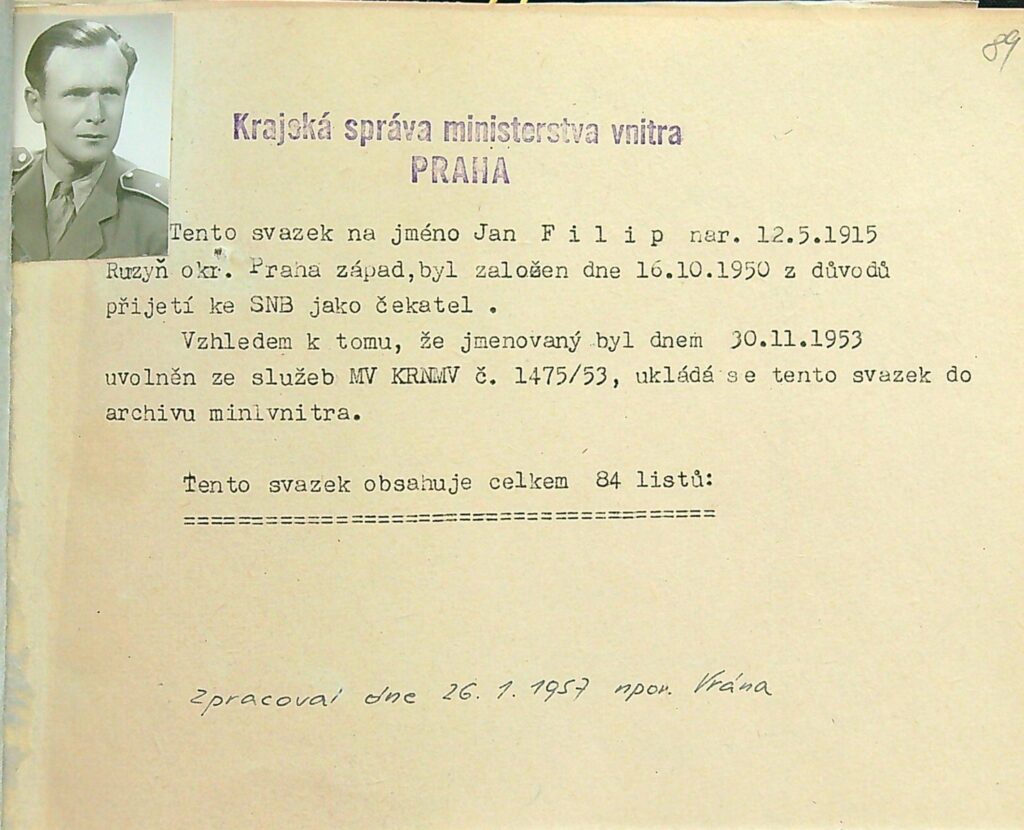 89
Krajská správa ministerstva vnitra
PRAHA
Tento svazek na jméno Jan F i l i p nar. 12.5.1915
Ruzyň okr. Praha západ,byl založen dne 16.10.1950 z důvodů
přijetí ke SNB jako čekatel .
Vzhledem k tomu, že jmenovaný byl dnem 30.11.1953
uvolněn ze služeb MV KRNMV č. 1475/53, ukládá se tento svazek do
archivu min.vnitra.
Tento svazek obsahuje celkem 84 listů:
=======================================
Zpracoval dne 26. 1. 1957 npor. Vrána